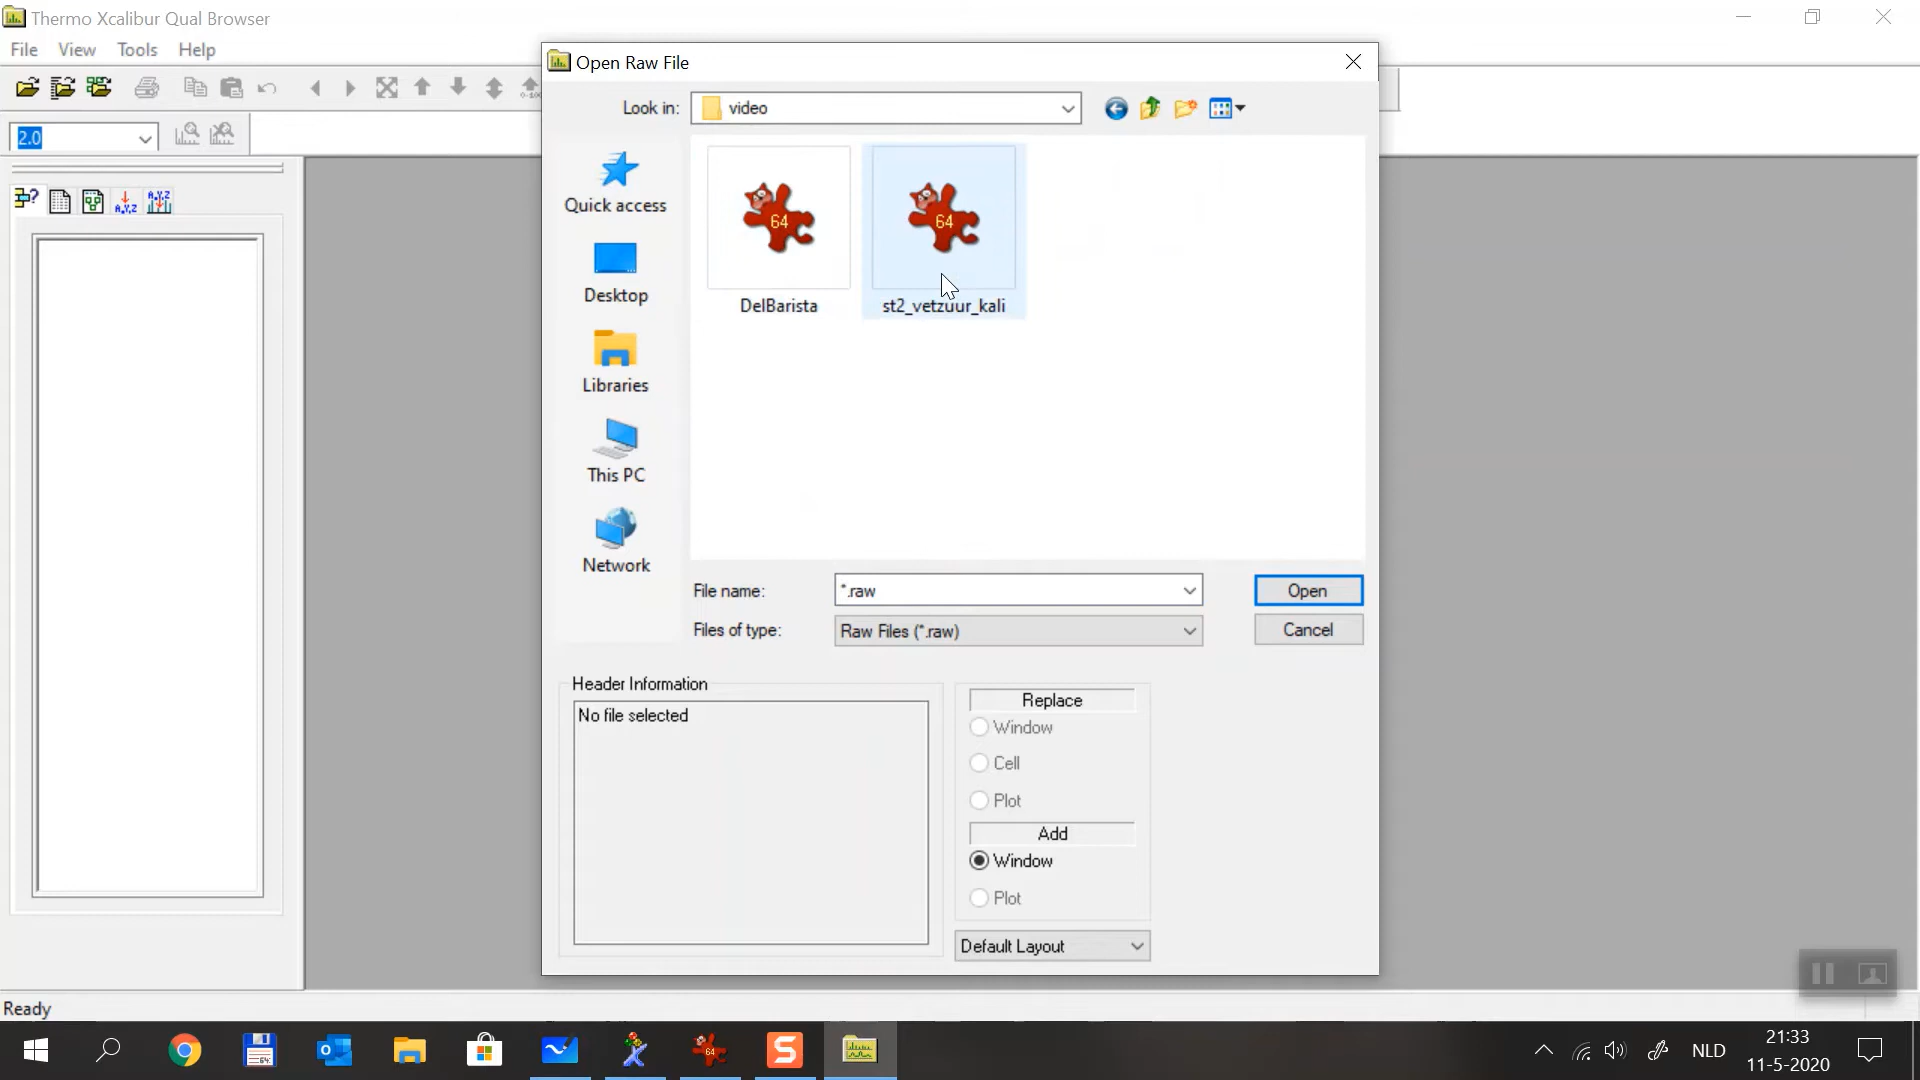 Thermo Xcalibur Qual Browser
File View Tools Help
Open Raw File
Look in: video
2.0
Quick access
Desktop
Libraries
This PC
Network
64
64
DelBarista
st2_vetzuur_kali
File name: *.raw
Open
Files of type: Raw Files (*.raw)
Cancel
Header Information
No file selected
Replace
Window
Cell
Plot
Add
Window
Plot
Default Layout
Ready
NLD
21:33
11-5-2020